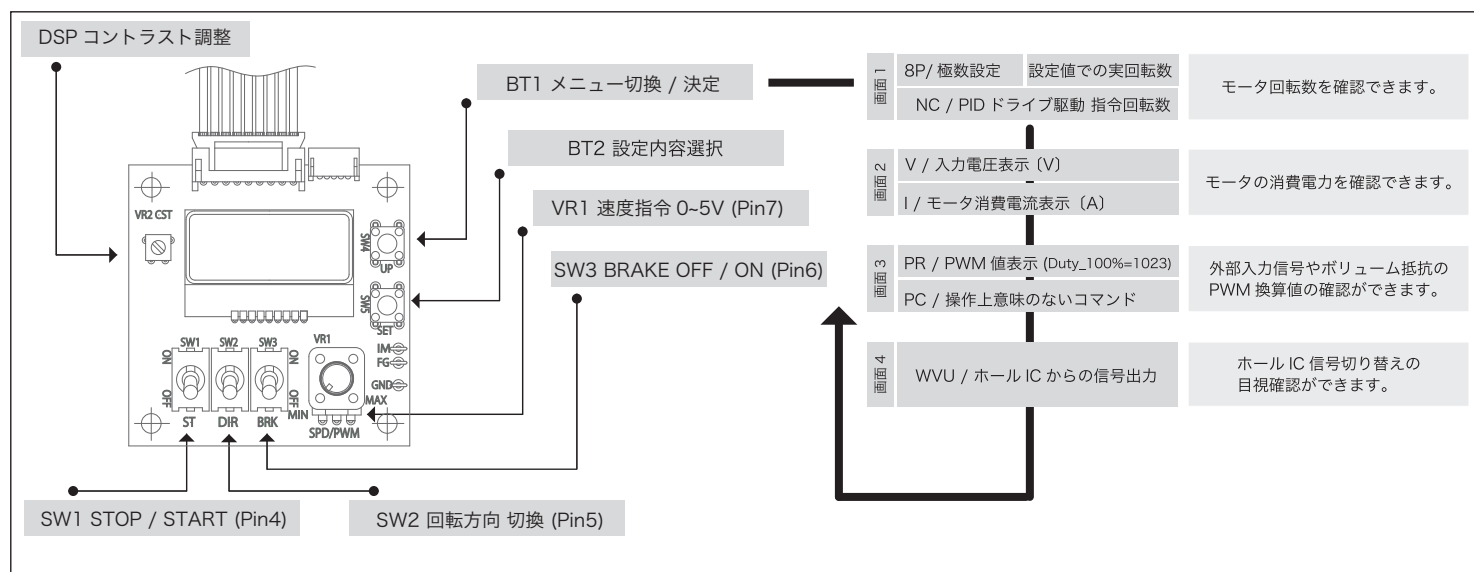 DSP コントラスト調整
BT1 メニュー切換 / 決定
BT2 設定内容選択
VR1 速度指令 0~5V (Pin7)
SW3 BRAKE OFF / ON (Pin6)
VR2 CST
SW4
UP
SW5
SET
SW1
SW2
SW3
VR1
IM
FG
GND
ON
ON
OFF
OFF
MIN
MAX
ST
DIR
BRK
SPD/PWM
SW1 STOP / START (Pin4)
SW2 回転方向 切換 (Pin5)
画面 1
8P/ 極数設定
設定値での実回転数
NC / PID ドライブ駆動 指令回転数
モータ回転数を確認できます。
画面 2
V / 入力電圧表示〔V〕
I / モータ消費電流表示〔A〕
モータの消費電力を確認できます。
画面 3
PR / PWM 値表示 (Duty_100%=1023)
PC / 操作上意味のないコマンド
外部入力信号やボリューム抵抗の
PWM 換算値の確認ができます。
画面 4
WVU / ホール IC からの信号出力
ホール IC 信号切り替えの
目視確認ができます。